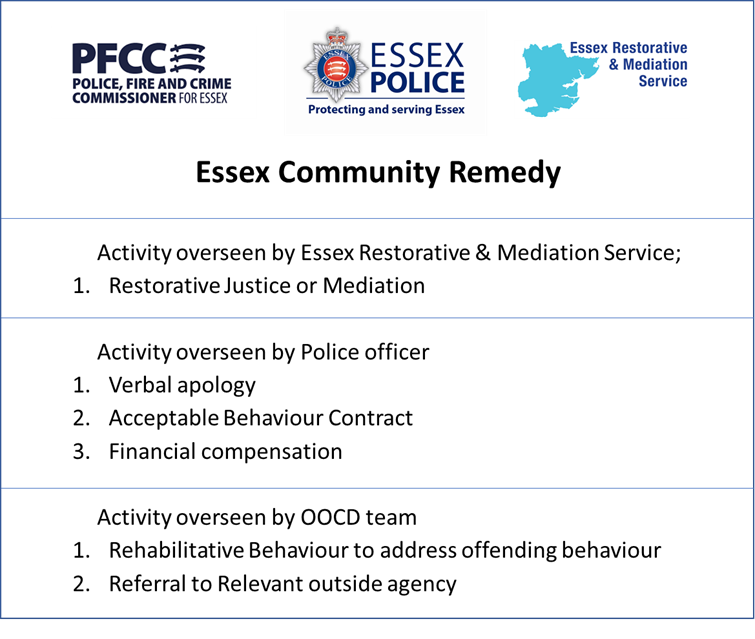 PFCC
POLICE, FIRE AND CRIME
COMMISSIONER FOR ESSEX
ESSEX
POLICE
Protecting and serving Essex
Essex Restorative
& Mediation
Service
Essex Community Remedy
Activity overseen by Essex Restorative & Mediation Service;
1. Restorative Justice or Mediation
Activity overseen by Police officer
1. Verbal apology
2. Acceptable Behaviour Contract
3. Financial compensation
Activity overseen by OOCD team
1. Rehabilitative Behaviour to address offending behaviour
2. Referral to Relevant outside agency